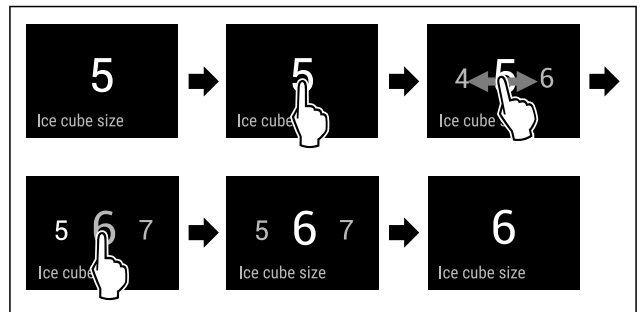 5
Ice cube size
5
Ice cub
4 5 6
Ice cube s
5 6 7
Ice cube
5 6 7
Ice cube size
6
Ice cube size